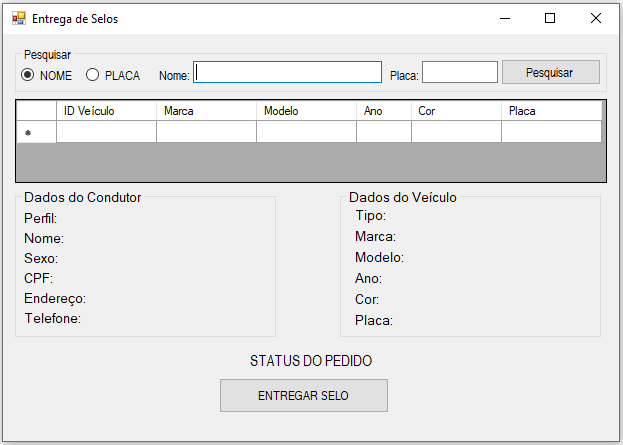 Entrega de Selos
Pesquisar
NOME PLACA Nome: Placa: Pesquisar
ID Veículo Marca Modelo Ano Cor Placa
Dados do Condutor
Perfil:
Nome:
Sexo:
CPF:
Endereço:
Telefone:
Dados do Veículo
Tipo:
Marca:
Modelo:
Ano:
Cor:
Placa:
STATUS DO PEDIDO
ENTREGAR SELO